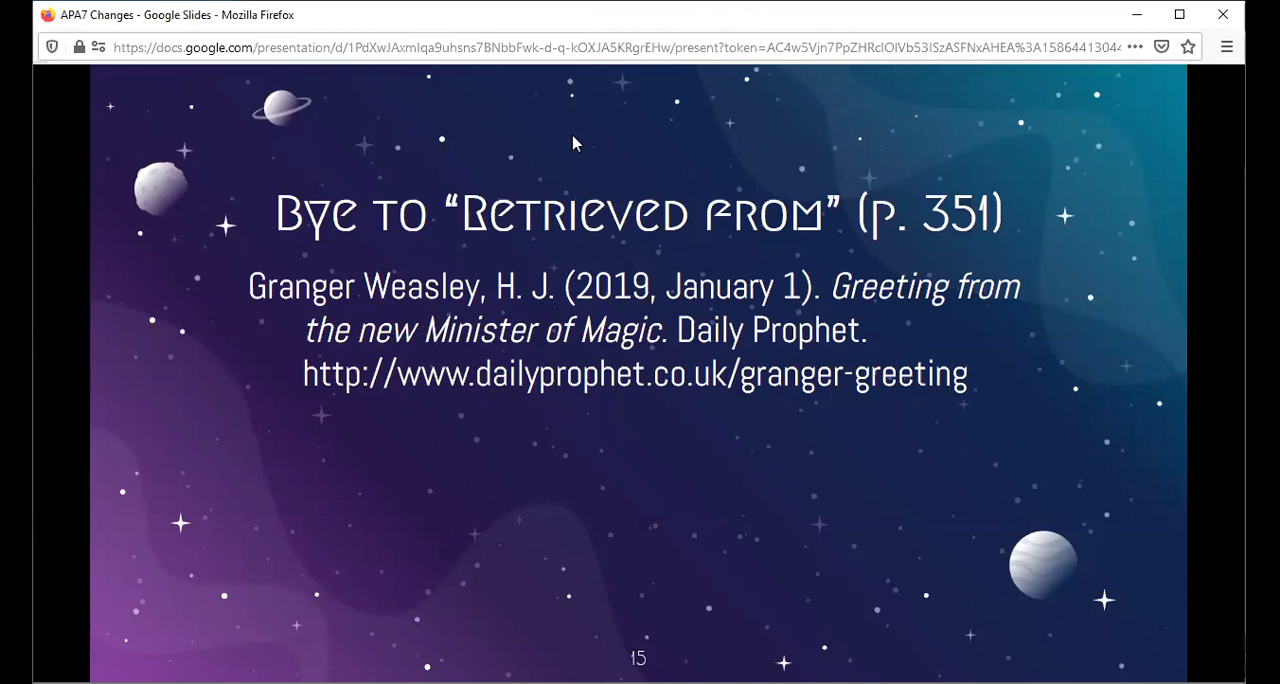 APA7 Changes - Google Slides - Mozilla Firefox
https://docs.google.com/presentation/d/1PdXwJAxmIqa9uhsns7BNbbFwk-d-q-kOXJA5KRgrEHw/present?token=AC4w5Vjn7PpZHRclOlVb53ISzASFNxAHEA%3A1586441304
Bye to “Retrieved from” (p. 351)
Granger Weasley, H. J. (2019, January 1). Greeting from
the new Minister of Magic. Daily Prophet.
http://www.dailyprophet.co.uk/granger-greeting
15